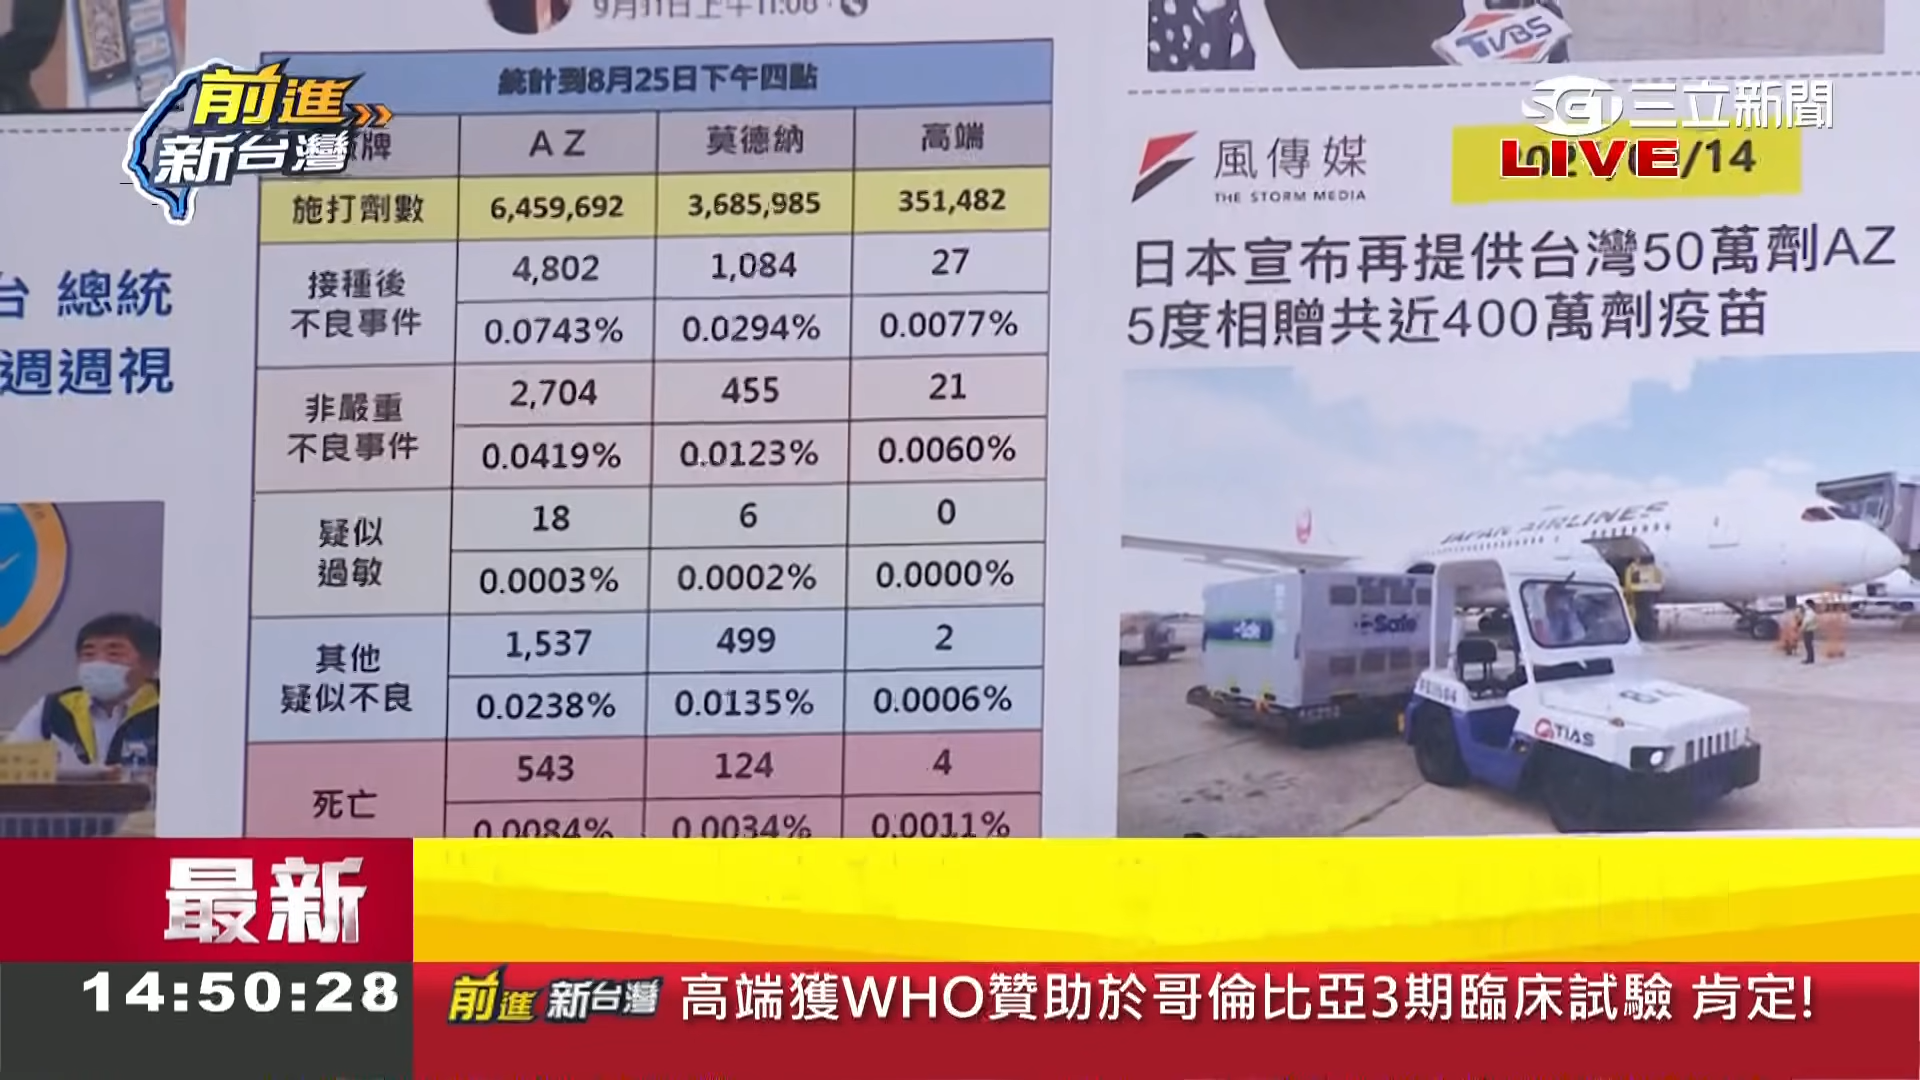 9月11日上午11:00
TVBS
前進
新台灣
SET三立新聞
LIVE
/14
統計到8月25日下午四點
牌 AZ 莫德納 高端
施打劑數 6,459,692 3,685,985 351,482
接種後
不良事件
4,802 1,084 27
0.0743% 0.0294% 0.0077%
非嚴重
不良事件
2,704 455 21
0.0419% 0.0123% 0.0060%
疑似
過敏
18 6 0
0.0003% 0.0002% 0.0000%
其他
疑似不良
1,537 499 2
0.0238% 0.0135% 0.0006%
死亡
543 124 4
0.0084% 0.0034% 0.0011%
台 總統
週週視
風傳媒
THE STORM MEDIA
日本宣布再提供台灣50萬劑AZ
5度相贈共近400萬劑疫苗
JAPAN AIRLINES
Safe
TIAS
最新
14:50:28
前進新台灣 高端獲WHO贊助於哥倫比亞3期臨床試驗 肯定!